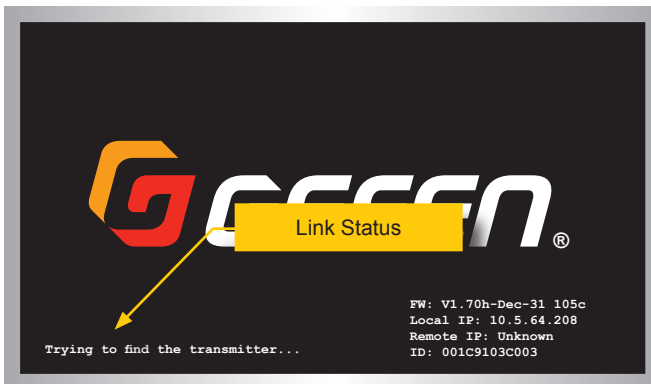 GEFEN®
Link Status
FW: V1.70h-Dec-31 105c
Local IP: 10.5.64.208
Remote IP: Unknown
ID: 001C9103C003
Trying to find the transmitter...